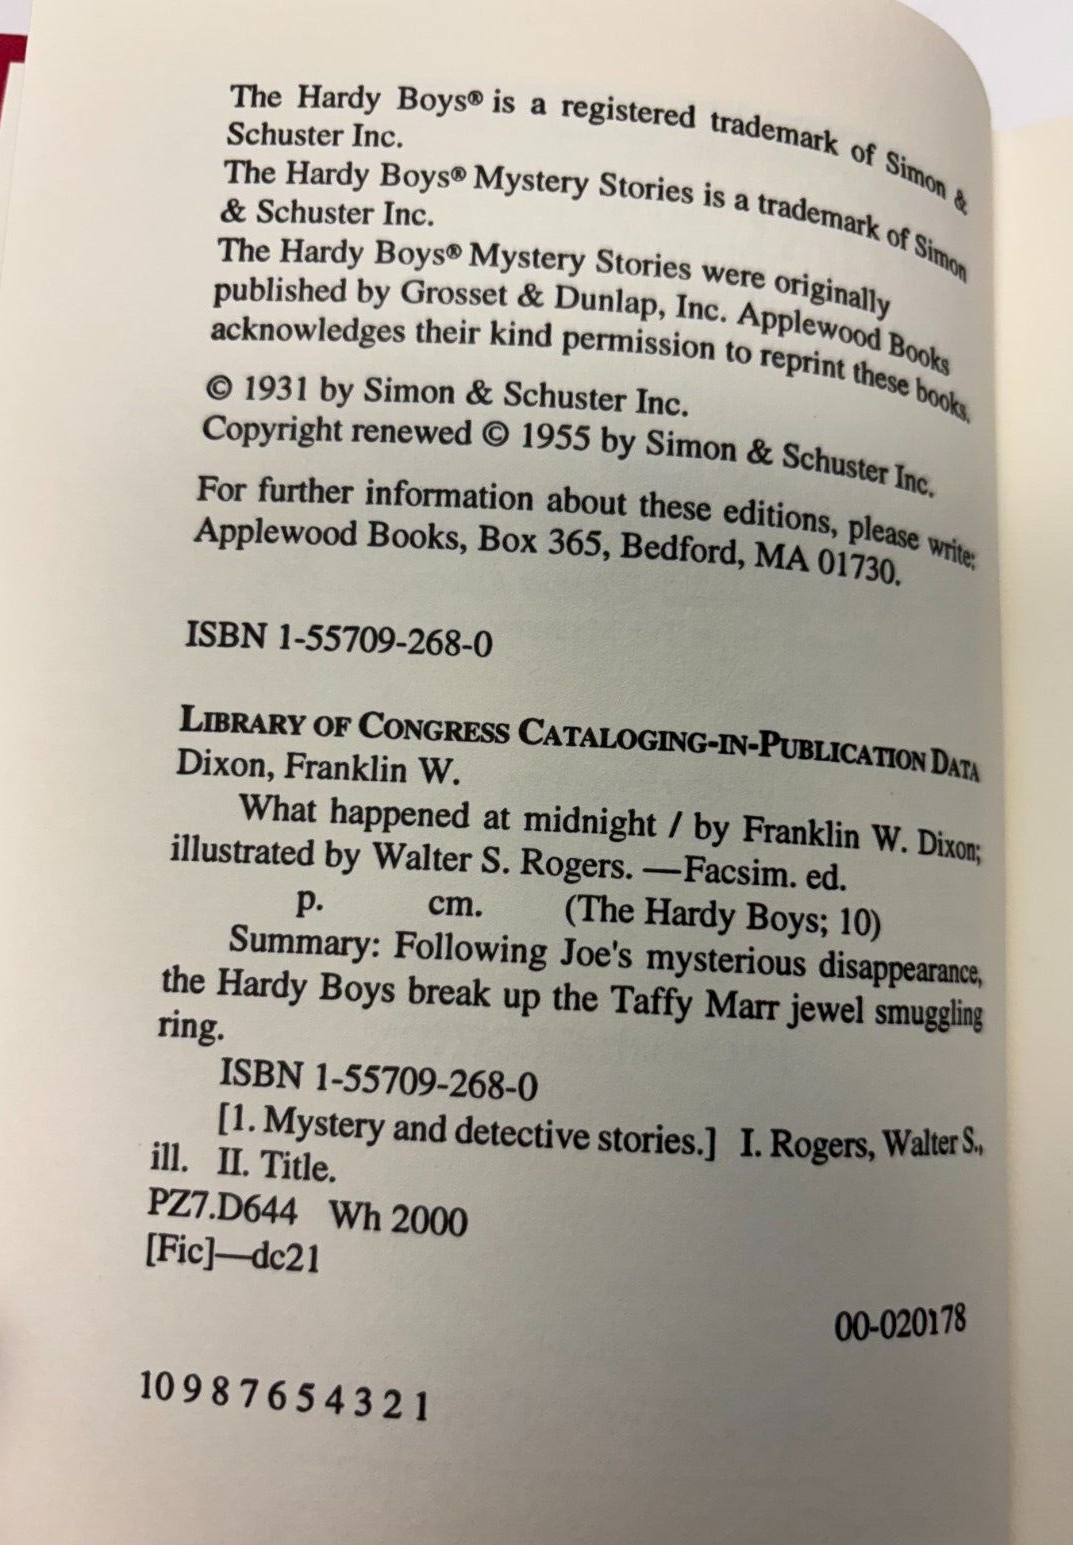 The Hardy Boys® is a registered trademark of Simon &
Schuster Inc.
The Hardy Boys® Mystery Stories is a trademark of Simon
& Schuster Inc.
The Hardy Boys® Mystery Stories were originally
published by Grosset & Dunlap, Inc. Applewood Books
acknowledges their kind permission to reprint these books.
© 1931 by Simon & Schuster Inc.
Copyright renewed © 1955 by Simon & Schuster Inc.
For further information about these editions, please write:
Applewood Books, Box 365, Bedford, MA 01730.
ISBN 1-55709-268-0
LIBRARY OF CONGRESS CATALOGING-IN-PUBLICATION DATA
Dixon, Franklin W.
What happened at midnight / by Franklin W. Dixon;
illustrated by Walter S. Rogers. —Facsim. ed.
p. cm. (The Hardy Boys; 10)
Summary: Following Joe's mysterious disappearance,
the Hardy Boys break up the Taffy Marr jewel smuggling
ring.
ISBN 1-55709-268-0
[1. Mystery and detective stories.] I. Rogers, Walter S.,
ill. II. Title.
PZ7.D644 Wh 2000
[Fic]—dc21
00-020178
10 9 8 7 6 5 4 3 2 1